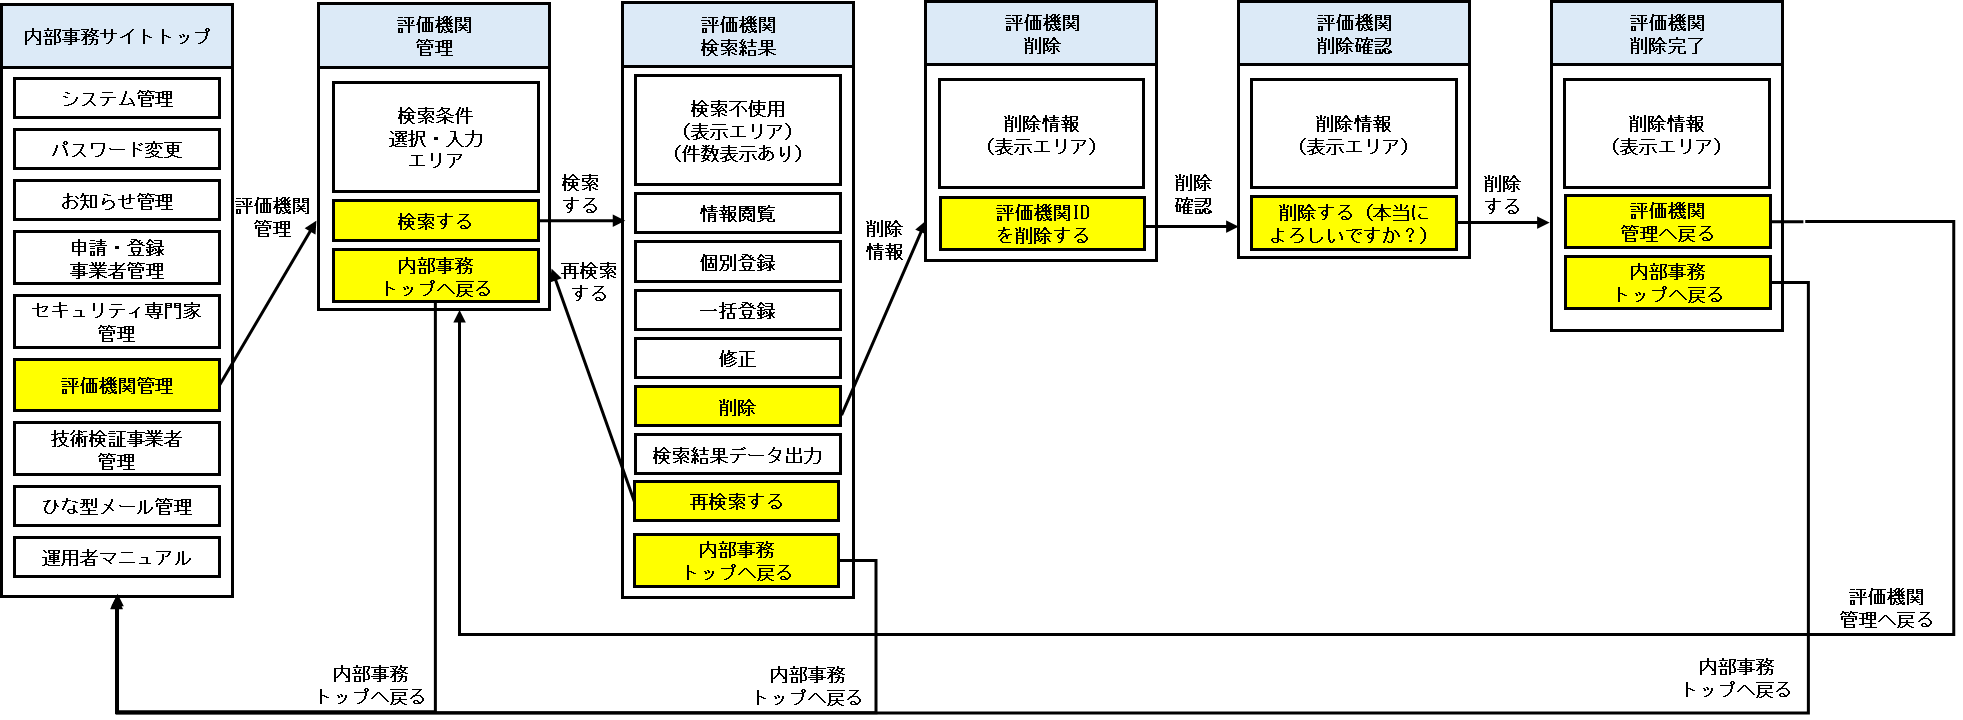 内部事務サイトトップ
システム管理
パスワード変更
お知らせ管理
申請・登録
事業者管理
セキュリティ専門家
管理
評価機関管理
技術検証事業者
管理
ひな型メール管理
運用者マニュアル
評価機関
管理
評価機関
管理
検索条件
選択・入力
エリア
検索する
内部事務
トップへ戻る
検索
する
再検索
する
評価機関
検索結果
検索不使用
(表示エリア)
(件数表示あり)
情報閲覧
個別登録
一括登録
修正
削除
検索結果データ出力
再検索する
内部事務
トップへ戻る
削除
情報
評価機関
削除
削除情報
(表示エリア)
評価機関ID
を削除する
削除
確認
評価機関
削除確認
削除情報
(表示エリア)
削除する(本当に
よろしいですか?)
削除
する
評価機関
削除完了
削除情報
(表示エリア)
評価機関
管理へ戻る
内部事務
トップへ戻る
評価機関
管理へ戻る
内部事務
トップへ戻る
内部事務
トップへ戻る
内部事務
トップへ戻る